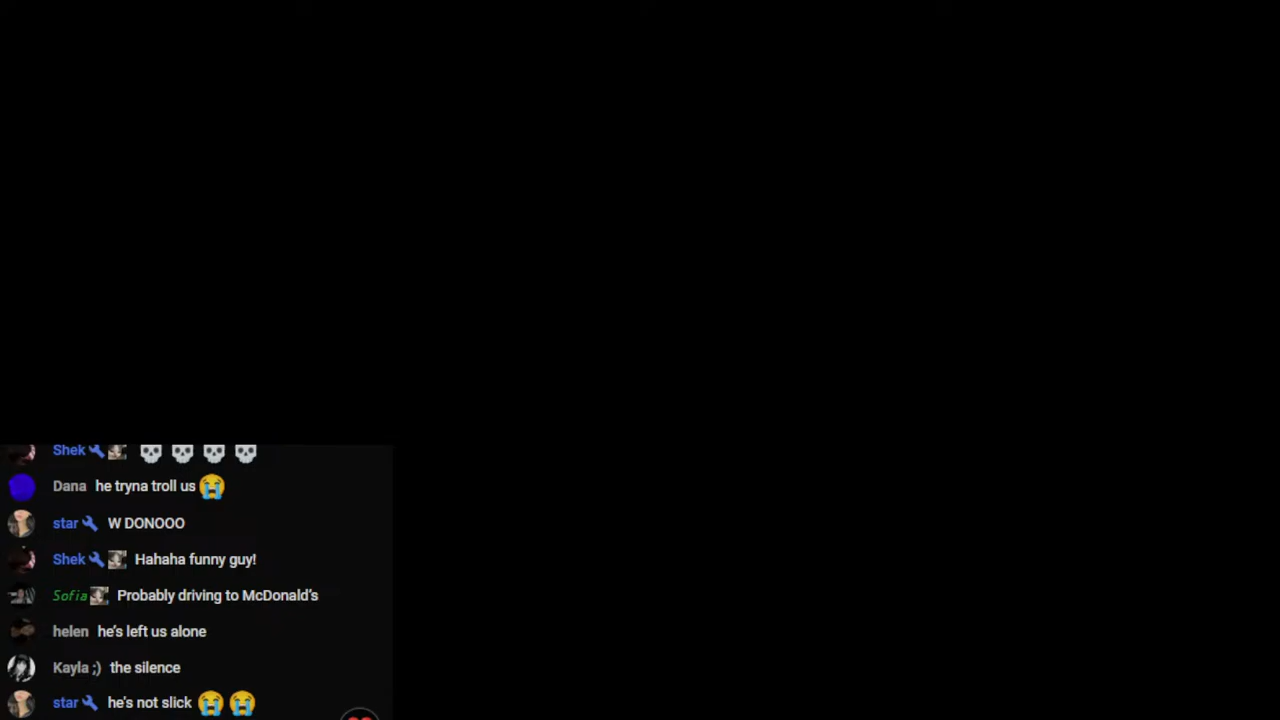 Shek 💀 💀 💀 💀
Dana he tryna troll us 😭
star W DONOOO
Shek Hahaha funny guy!
Sofia Probably driving to McDonald's
helen he's left us alone
Kayla ;) the silence
star he's not slick 😭 😭